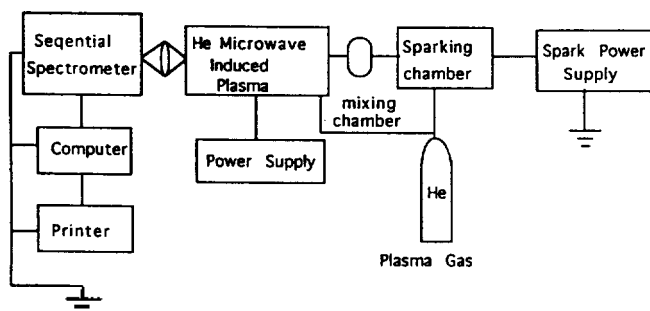 Seqential
Spectrometer
He Microwave
Induced
Plasma
Sparking
chamber
Spark Power
Supply
mixing
chamber
Computer
Power Supply
He
Printer
Plasma Gas